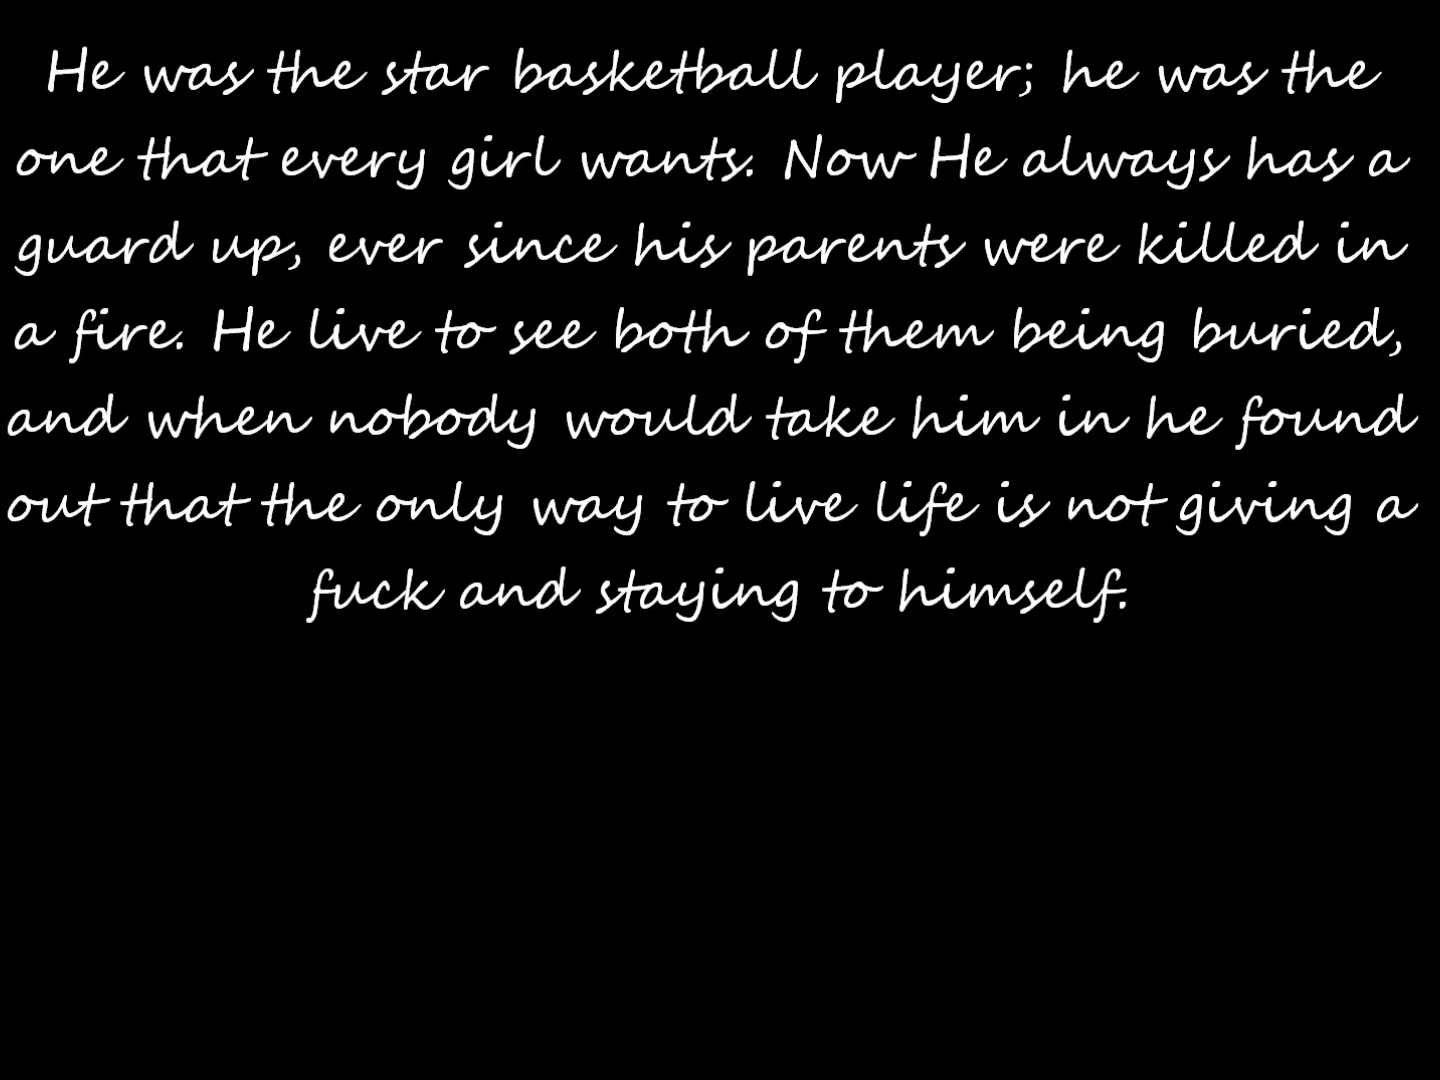 He was the star basketball player; he was the
one that every girl wants. Now He always has a
guard up, ever since his parents were killed in
a fire. He live to see both of them being buried,
and when nobody would take him in he found
out that the only way to live life is not giving a
fuck and staying to himself.